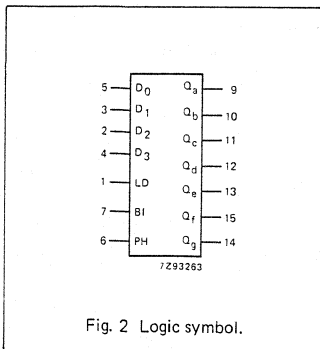 5 D0 Qa 9
3 D1 Qb 10
2 D2 Qc 11
4 D3 Qd 12
1 LD Qe 13
7 BI Qf 15
6 PH Qg 14
7Z93263
Fig. 2 Logic symbol.